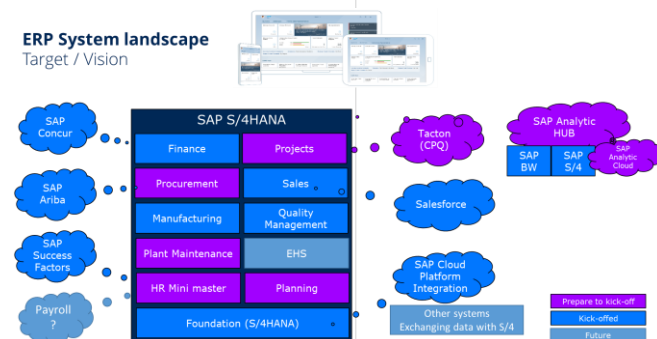 ERP System landscape
Target / Vision
SAP
Concur
SAP
Ariba
SAP
Success
Factors
Payroll
?
SAP S/4HANA
Finance
Projects
Procurement
Sales
Manufacturing
Quality
Management
Plant Maintenance
EHS
HR Mini master
Planning
Foundation (S/4HANA)
Tacton
(CPQ)
Salesforce
SAP Cloud
Platform
Integration
Other systems
Exchanging data with S/4
SAP Analytic
HUB
SAP
BW
SAP
S/4
SAP
Analytic
Cloud
Prepare to kick-off
Kick-offed
Future